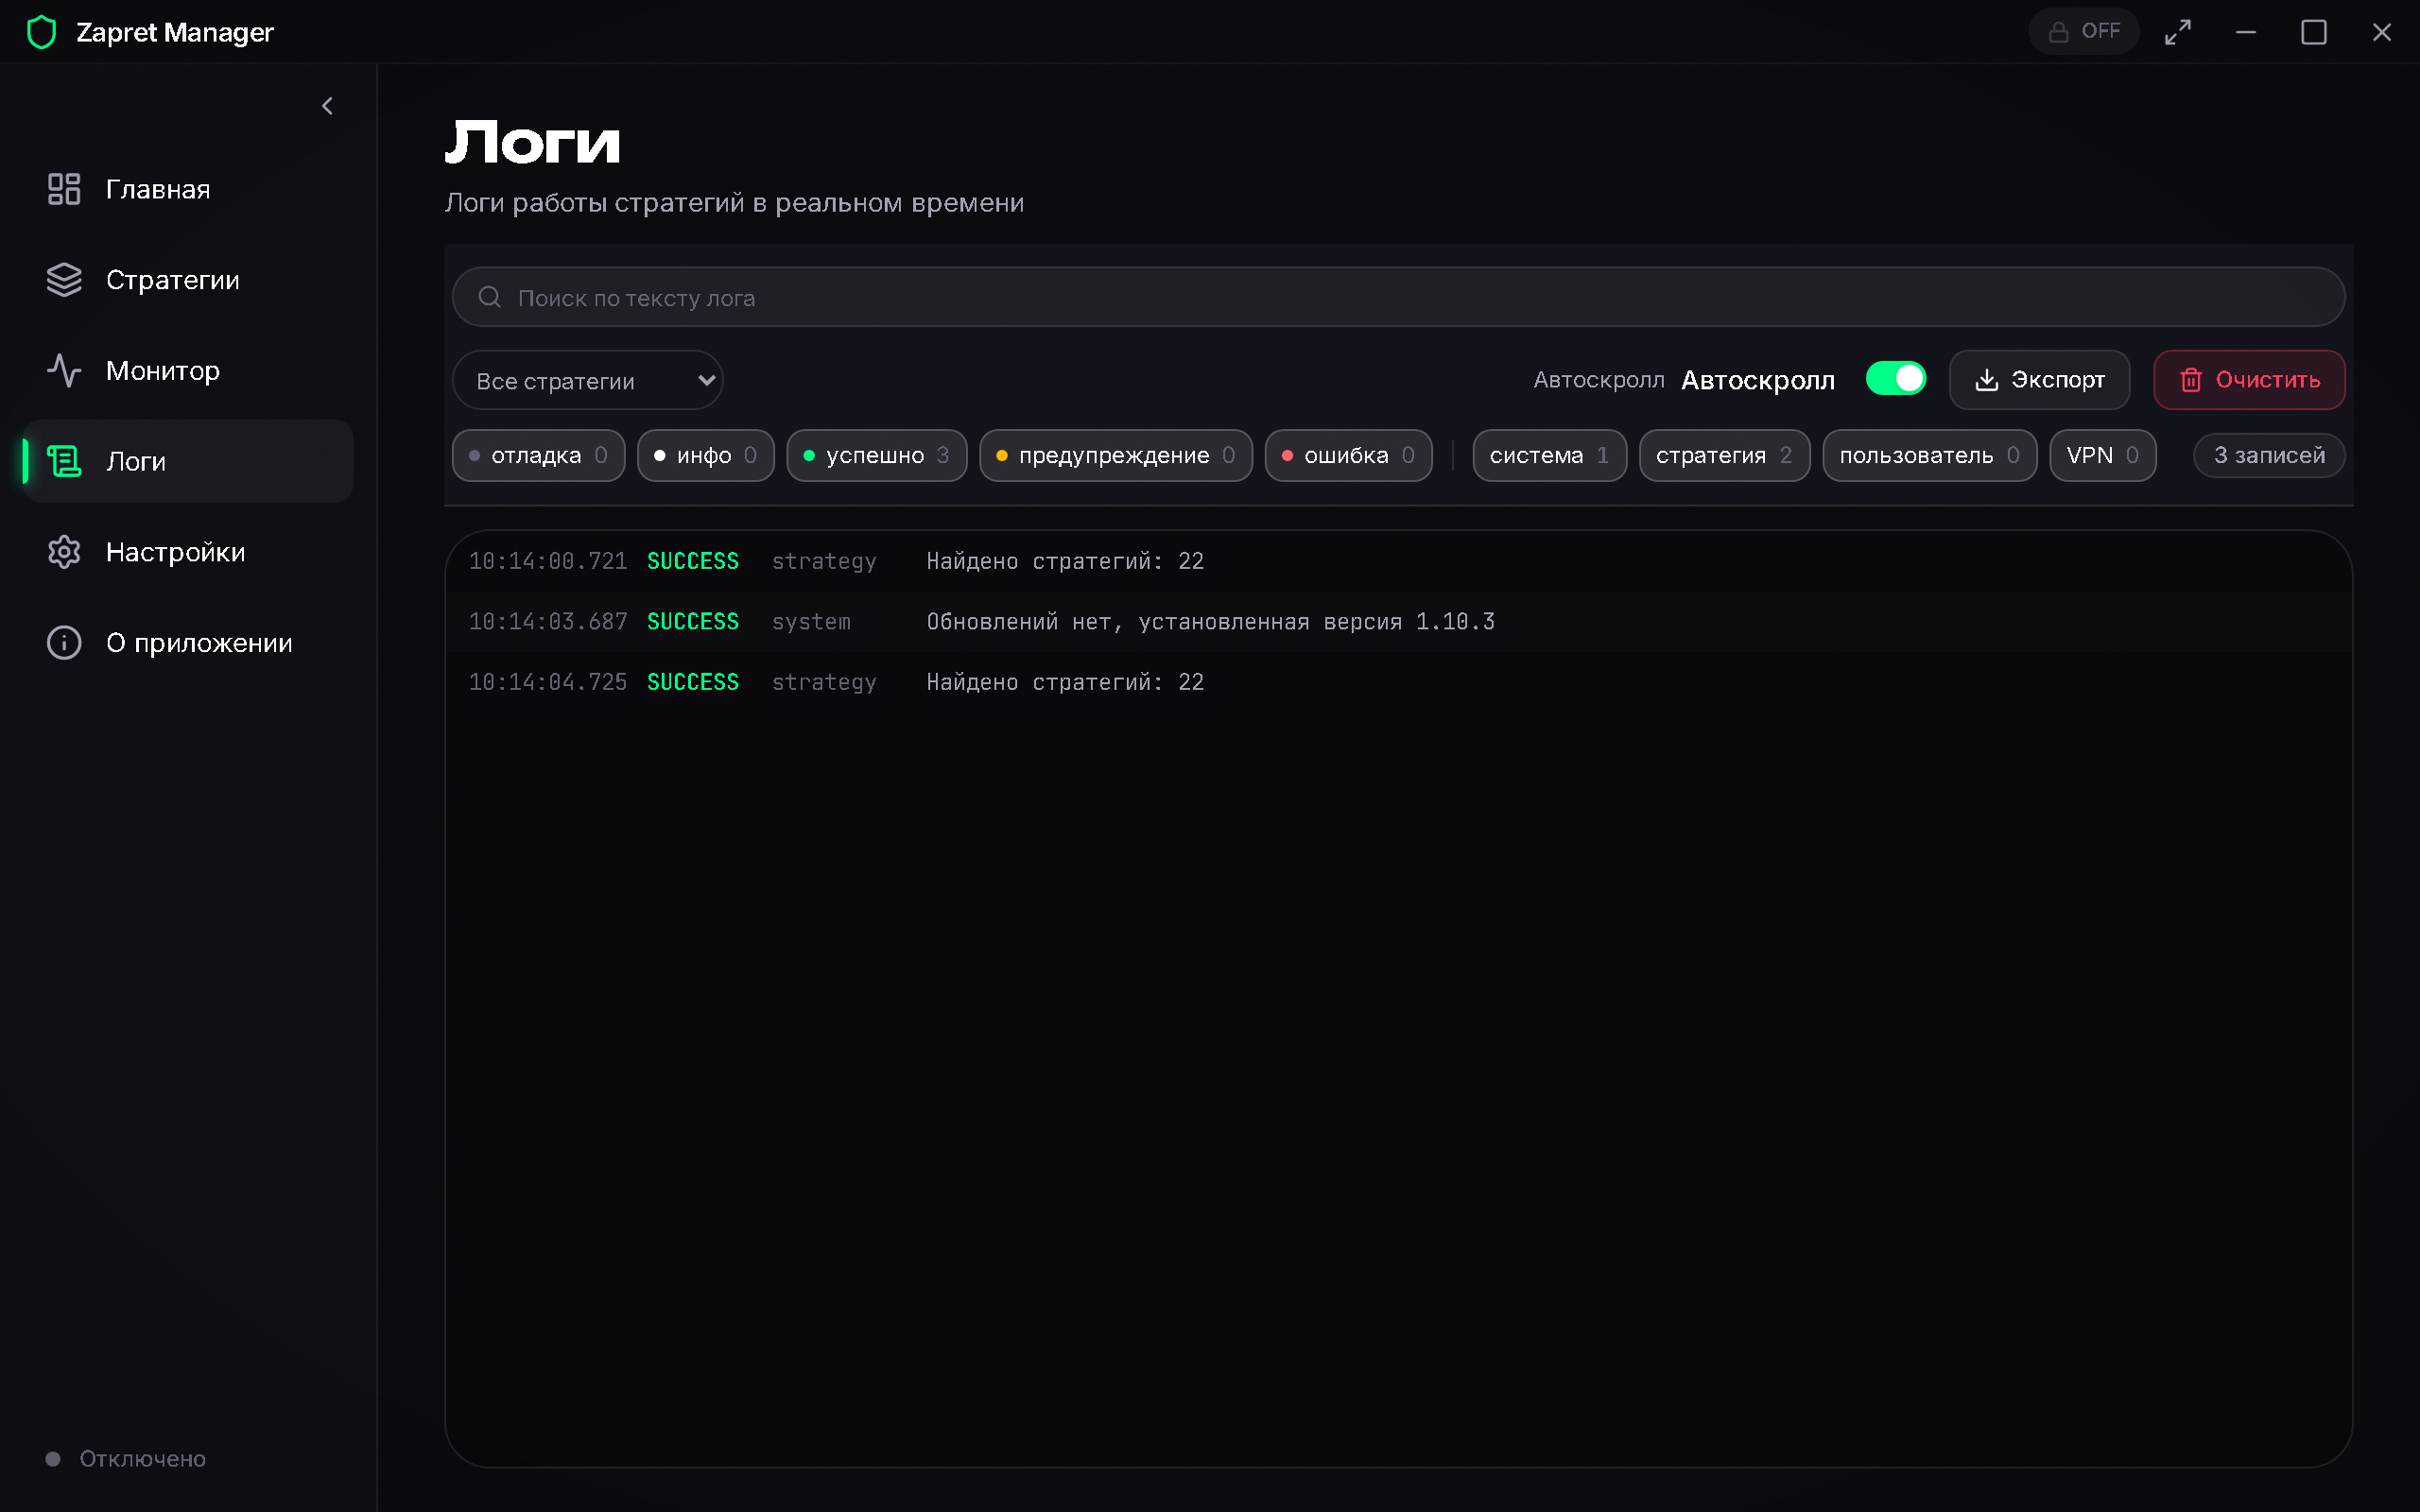 Zapret Manager
OFF
Логи
Логи работы стратегий в реальном времени
Главная
Стратегии
Монитор
Логи
Настройки
О приложении
Отключено
Поиск по тексту лога
Все стратегии
Автоскролл Автоскролл Экспорт Очистить
отладка 0 инфо 0 успешно 3 предупреждение 0 ошибка 0 система 1 стратегия 2 пользователь 0 VPN 0 3 записей
10:14:00.721 SUCCESS strategy Найдено стратегий: 22
10:14:03.687 SUCCESS system Обновлений нет, установленная версия 1.10.3
10:14:04.725 SUCCESS strategy Найдено стратегий: 22